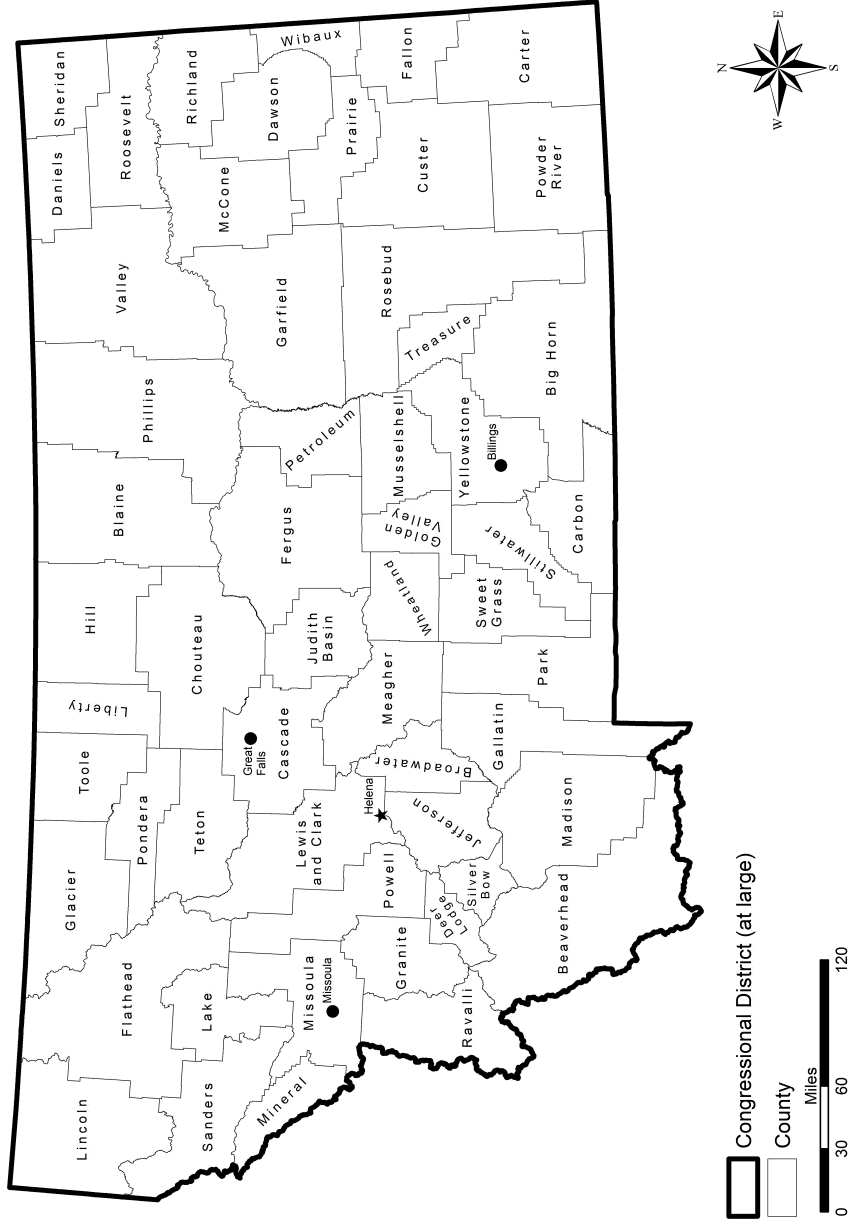 Lincoln
Flathead
Glacier
Toole
Liberty
Hill
Blaine
Phillips
Valley
Daniels
Sheridan
Roosevelt
Sanders
Lake
Pondera
Teton
Chouteau
Richland
McCone
Dawson
Wibaux
Mineral
Missoula
Missoula
Lewis
and Clark
Great
Falls
Cascade
Judith
Basin
Fergus
Petroleum
Garfield
Prairie
Fallon
Granite
Powell
Helena
Broadwater
Meagher
Wheatland
Golden
Valley
Musselshell
Rosebud
Treasure
Custer
Carter
Ravalli
Deer
Lodge
Silver
Bow
Jefferson
Gallatin
Sweet
Grass
Stillwater
Yellowstone
Billings
Big Horn
Powder
River
Beaverhead
Madison
Park
Carbon
N
E
S
W
Congressional District (at large)
County
Miles
0
30
60
120